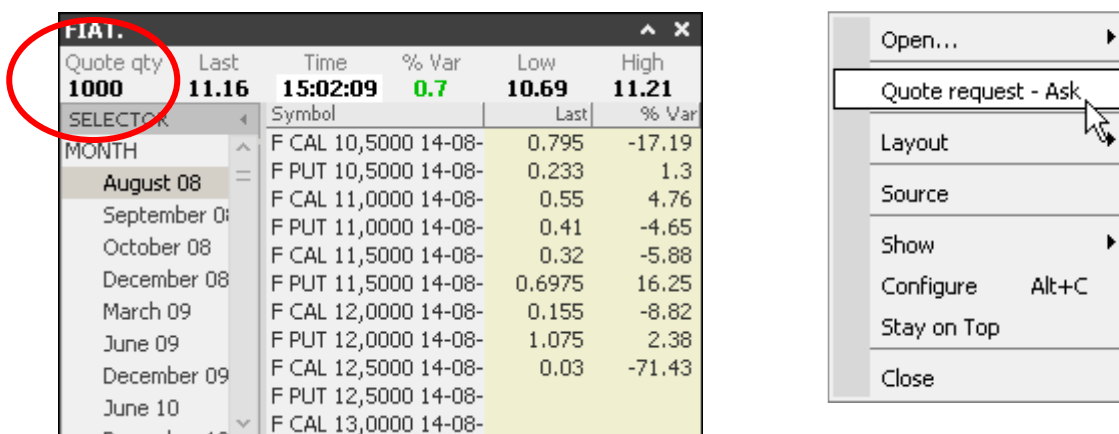 FIAT.
Quote qty Last Time % Var Low High
1000 11.16 15:02:09 0.7 10.69 11.21
SELECTOR Symbol Last % Var
MONTH
August 08
September 0
October 08
December 08
March 09
June 09
December 09
June 10
F CAL 10,5000 14-08- 0.795 -17.19
F PUT 10,5000 14-08- 0.233 1.3
F CAL 11,0000 14-08- 0.55 4.76
F PUT 11,0000 14-08- 0.41 -4.65
F CAL 11,5000 14-08- 0.32 -5.88
F PUT 11,5000 14-08- 0.6975 16.25
F CAL 12,0000 14-08- 0.155 -8.82
F PUT 12,0000 14-08- 1.075 2.38
F CAL 12,5000 14-08- 0.03 -71.43
F PUT 12,5000 14-08-
F CAL 13,0000 14-08-
Open...
Quote request - Ask
Layout
Source
Show
Configure Alt+C
Stay on Top
Close